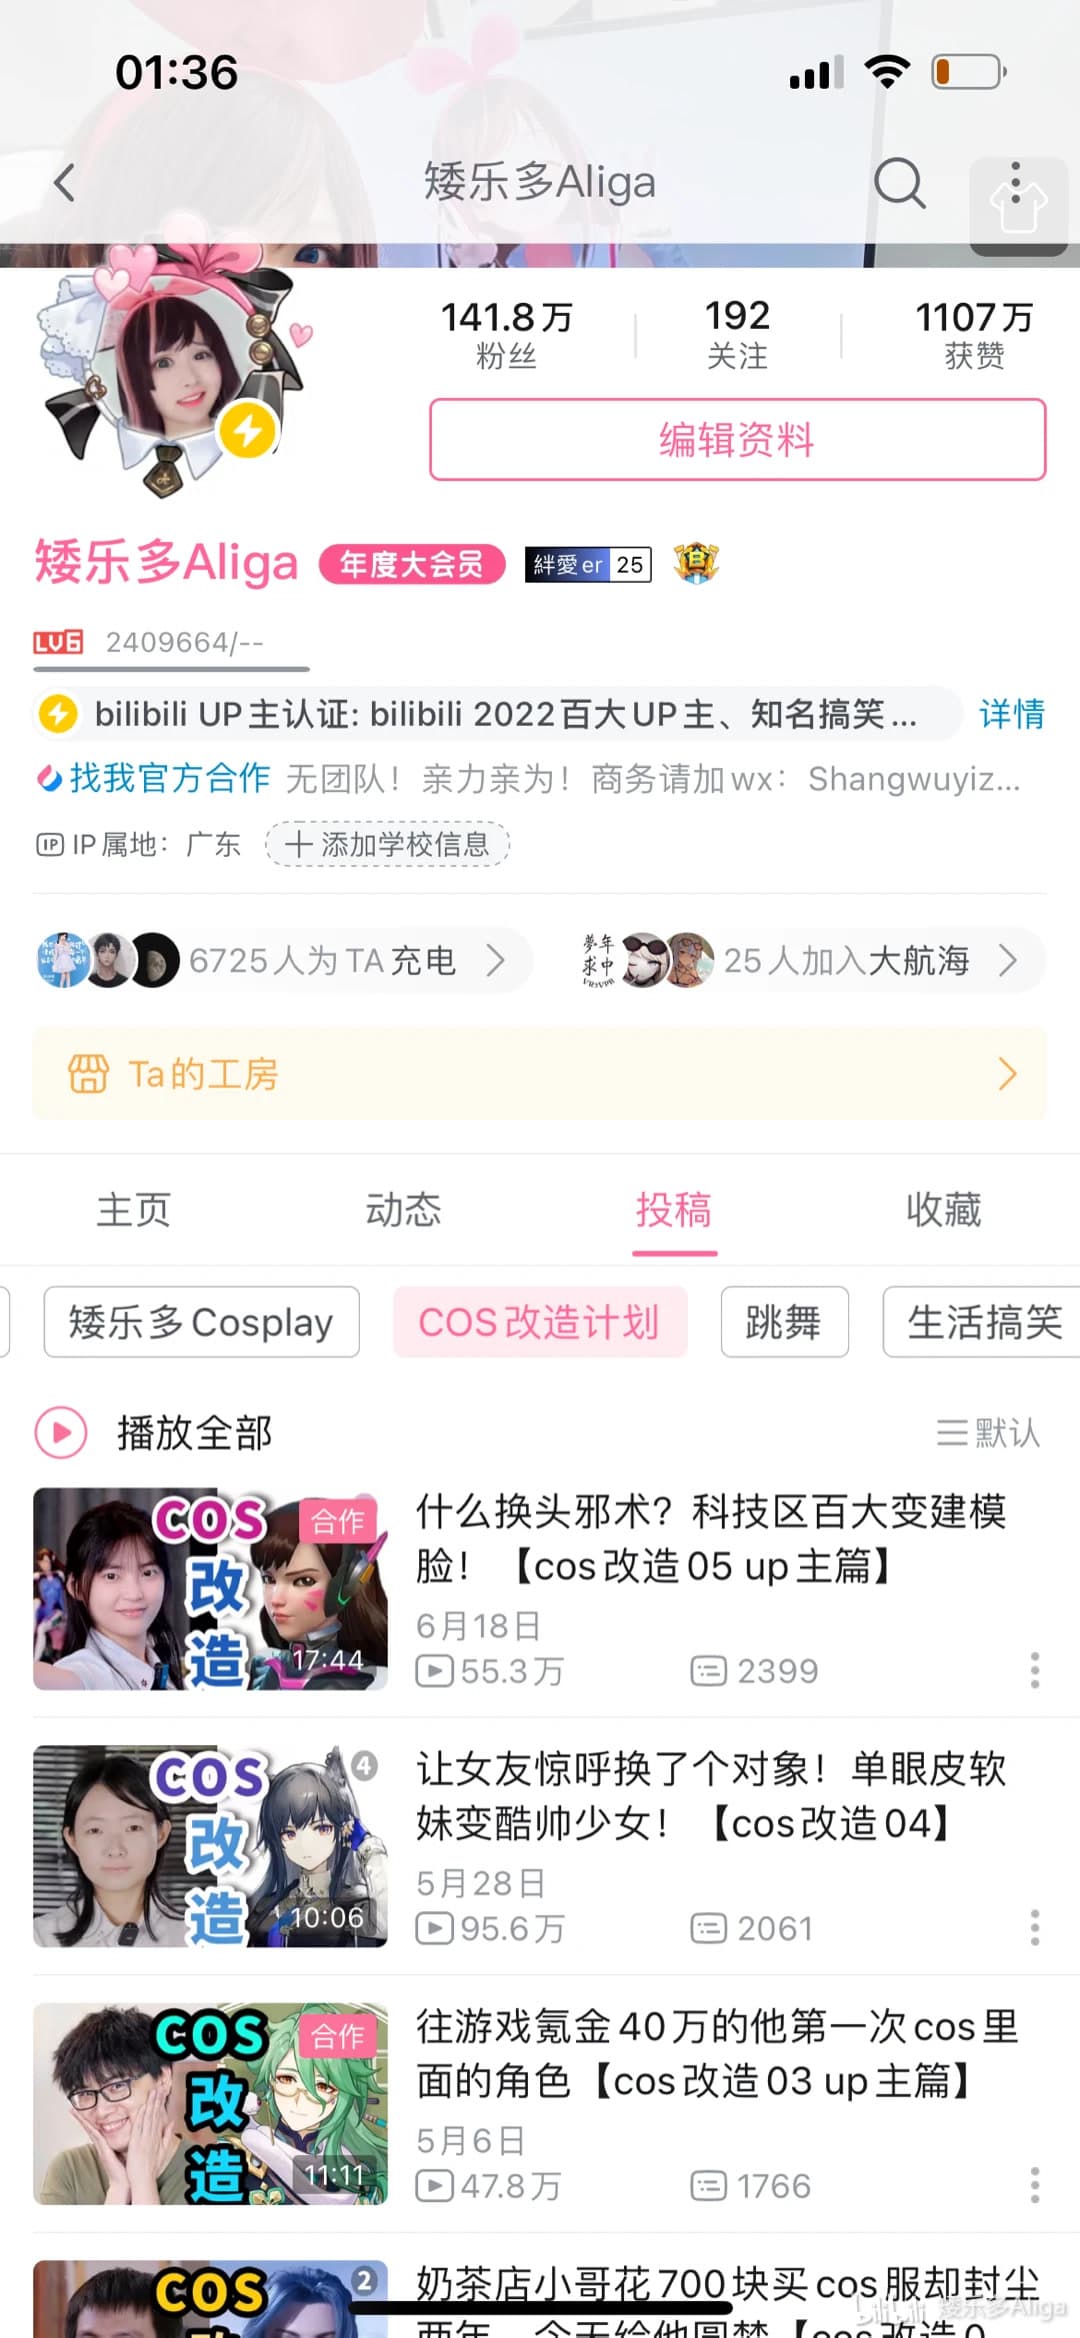 01:36
矮乐多Aliga
141.8万
192
1107万
粉丝
关注
获赞
编辑资料
矮乐多Aliga 年度大会员 絆愛er 25
LV6 2409664/--
bilibili UP主认证: bilibili 2022百大UP主、知名搞笑... 详情
找我官方合作 无团队！亲力亲为！商务请加wx：Shangwuyiz...
IP IP属地：广东 +添加学校信息
6725人为TA充电
夢年
求中
25人加入大航海
Ta的工房
主页 动态 投稿 收藏
矮乐多Cosplay COS改造计划 跳舞 生活搞笑
播放全部 默认
COS
改
造
合作
17:44
什么换头邪术？科技区百大变建模
脸！【cos改造05 up主篇】
6月18日
55.3万 2399
COS
改
造
4
10:06
让女友惊呼换了个对象！单眼皮软
妹变酷帅少女！【cos改造04】
5月28日
95.6万 2061
COS
改
造
合作
11:11
往游戏氪金40万的他第一次cos里
面的角色【cos改造03 up主篇】
5月6日
47.8万 1766
COS
2
奶茶店小哥花700块买cos服却封尘
两年，今天给他圆梦【cos改造0
bilibili 矮乐多Aliga